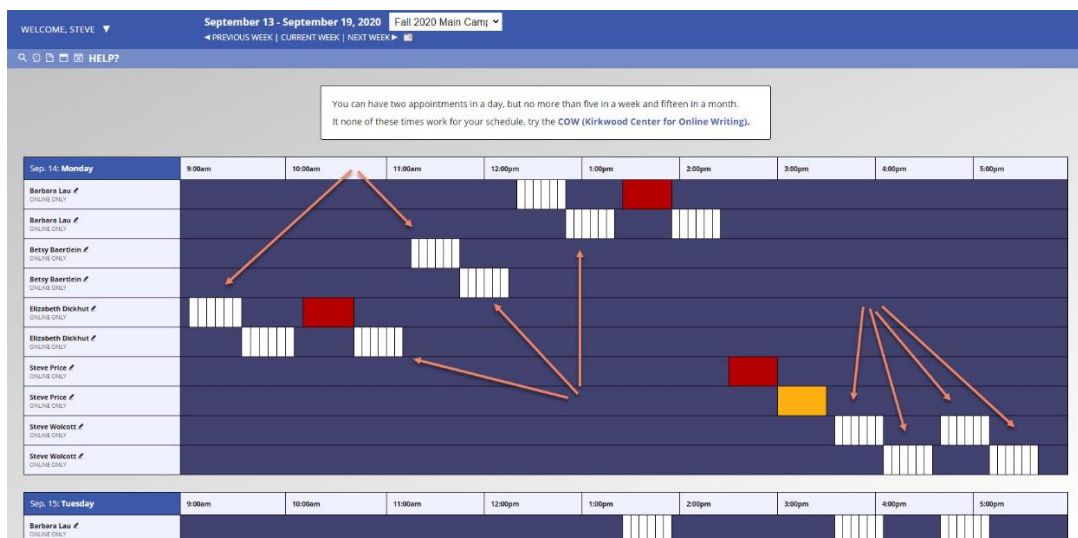 WELCOME, STEVE ▼
September 13 - September 19, 2020 Fall 2020 Main Camp
◄ PREVIOUS WEEK | CURRENT WEEK | NEXT WEEK ►
HELP?
You can have two appointments in a day, but no more than five in a week and fifteen in a month.
It none of these times work for your schedule, try the COW (Kirkwood Center for Online Writing).
Sep. 14: Monday 9:00am 10:00am 11:00am 12:00pm 1:00pm 2:00pm 3:00pm 4:00pm 5:00pm
Barbara Lau
ONLINE ONLY
Barbara Lau
ONLINE ONLY
Betsy Baertlein
ONLINE ONLY
Betsy Baertlein
ONLINE ONLY
Elizabeth Dickhut
ONLINE ONLY
Elizabeth Dickhut
ONLINE ONLY
Steve Price
ONLINE ONLY
Steve Price
ONLINE ONLY
Steve Wolcott
ONLINE ONLY
Steve Wolcott
ONLINE ONLY
Sep. 15: Tuesday 9:00am 10:00am 11:00am 12:00pm 1:00pm 2:00pm 3:00pm 4:00pm 5:00pm
Barbara Lau
ONLINE ONLY